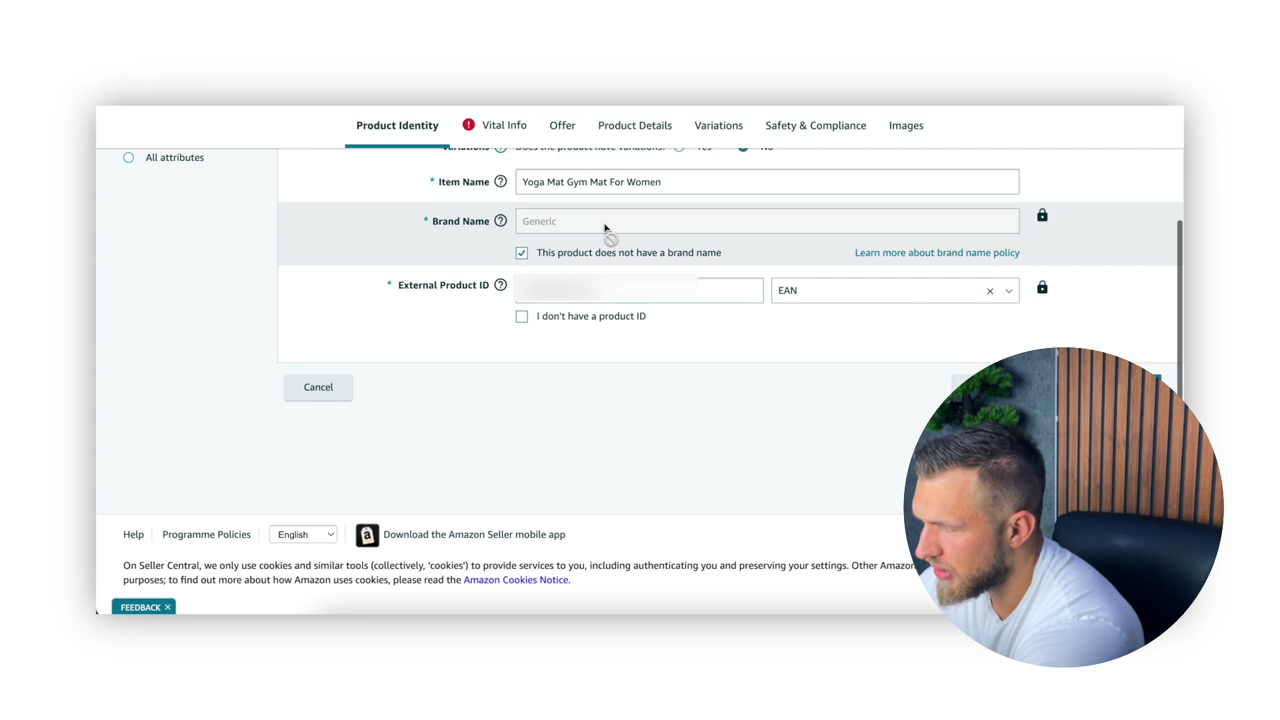 Product Identity Vital Info Offer Product Details Variations Safety & Compliance Images
All attributes
Variations Does the product have variations? Yes No
* Item Name Yoga Mat Gym Mat For Women
* Brand Name Generic
This product does not have a brand name Learn more about brand name policy
* External Product ID EAN
I don't have a product ID
Cancel
Help Programme Policies English Download the Amazon Seller mobile app
On Seller Central, we only use cookies and similar tools (collectively, 'cookies') to provide services to you, including authenticating you and preserving your settings. Other Amazon
purposes; to find out more about how Amazon uses cookies, please read the Amazon Cookies Notice.
FEEDBACK ×